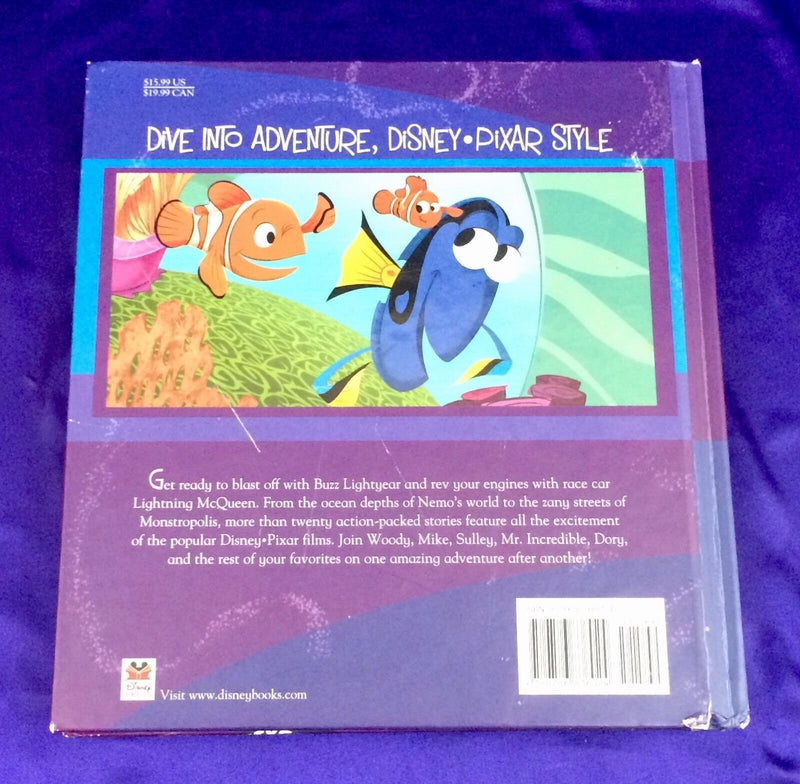 $15.99 US
$19.99 CAN
DIVE INTO ADVENTURE, DISNEY•PIXAR STYLE
Get ready to blast off with Buzz Lightyear and rev your engines with race car
Lightning McQueen. From the ocean depths of Nemo's world to the zany streets of
Monstropolis, more than twenty action-packed stories feature all the excitement
of the popular Disney•Pixar films. Join Woody, Mike, Sulley, Mr. Incredible, Dory,
and the rest of your favorites on one amazing adventure after another!
Disney
Visit www.disneybooks.com